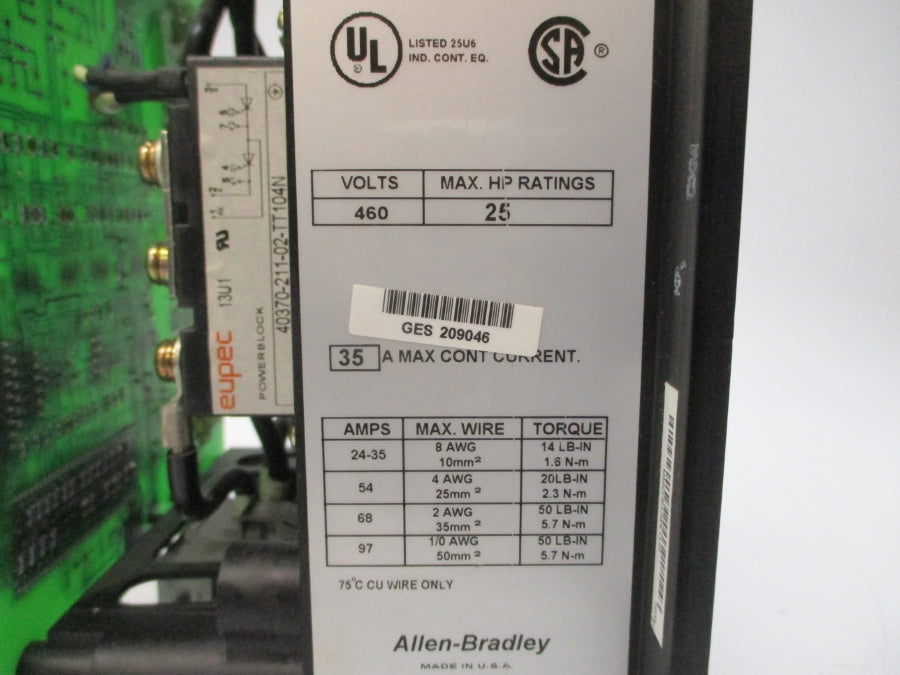 UL
LISTED 25U6
IND. CONT. EQ.
SA ®
VOLTS MAX. HP RATINGS
460 25
GES 209046
35 A MAX CONT CURRENT.
AMPS MAX. WIRE TORQUE
24-35 8 AWG 10mm² 14 LB-IN 1.6 N-m
54 4 AWG 25mm² 20LB-IN 2.3 N-m
68 2 AWG 35mm² 50 LB-IN 5.7 N-m
97 1/0 AWG 50mm² 50 LB-IN 5.7 N-m
75°C CU WIRE ONLY
Allen-Bradley
MADE IN U.S.A.
eupec 13U1
POWERBLOCK
40370-211-02-TT104N